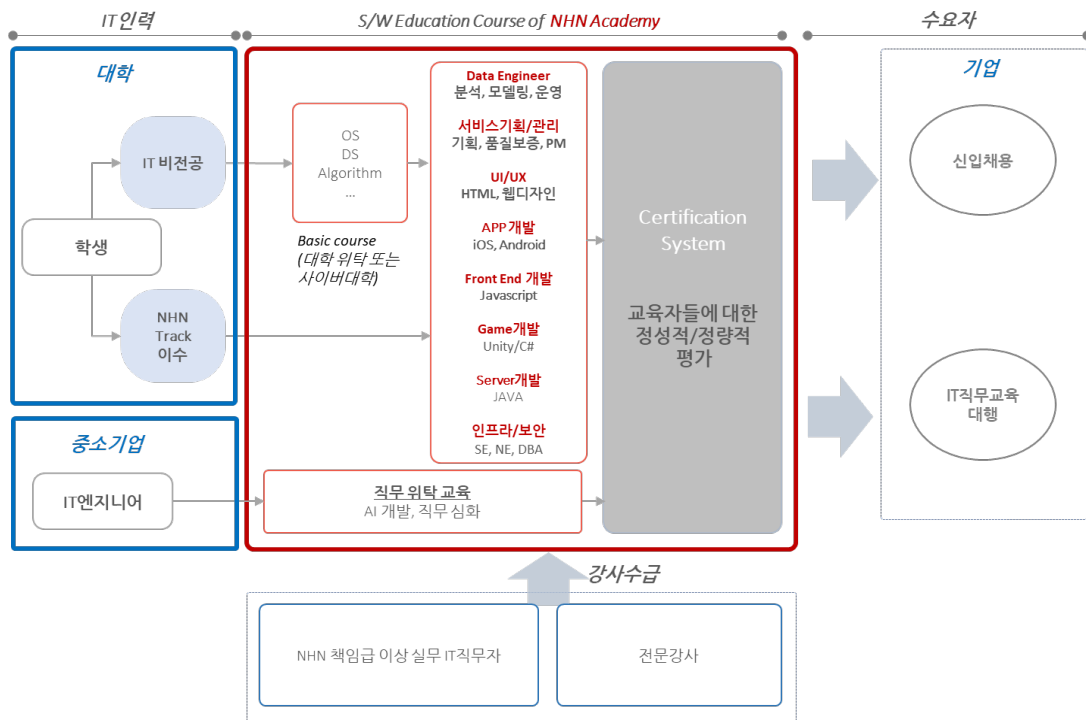 IT인력
S/W Education Course of NHN Academy
수요자
대학
IT 비전공
학생
NHN
Track
이수
중소기업
IT엔지니어
OS
DS
Algorithm
...
Basic course
(대학 위탁 또는
사이버대학)
Data Engineer
분석, 모델링, 운영
서비스기획/관리
기획, 품질보증, PM
UI/UX
HTML, 웹디자인
APP 개발
iOS, Android
Front End 개발
Javascript
Game개발
Unity/C#
Server개발
JAVA
인프라/보안
SE, NE, DBA
직무 위탁 교육
AI 개발, 직무 심화
Certification
System
교육자들에 대한
정성적/정량적
평가
기업
신입채용
IT직무교육
대행
강사수급
NHN 책임급 이상 실무 IT직무자
전문강사